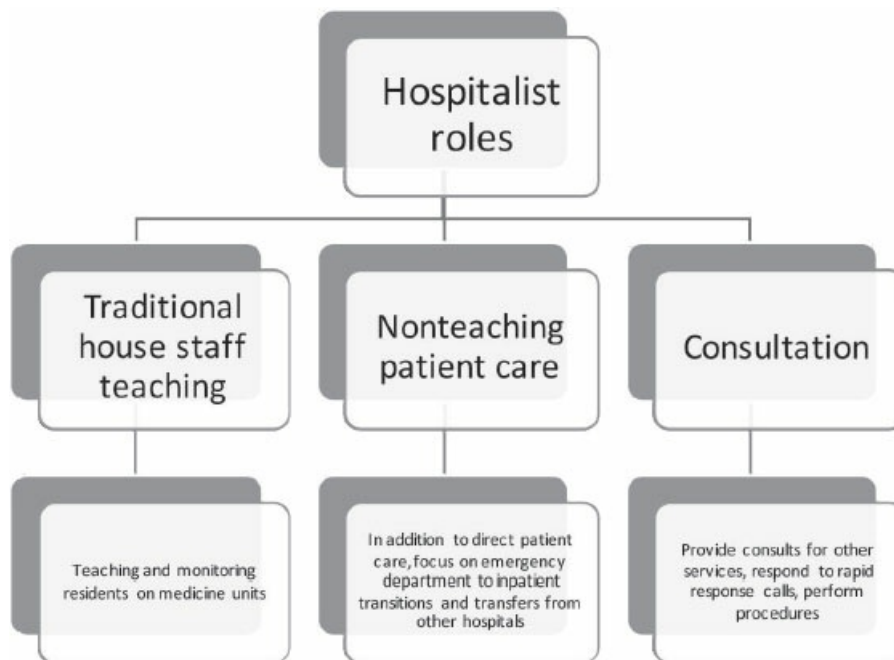 Hospitalist
roles
Traditional
house staff
teaching
Nonteaching
patient care
Consultation
Teaching and monitoring
residents on medicine units
In addition to direct patient
care, focus on emergency
department to inpatient
transitions and transfers from
other hospitals
Provide consults for other
services, respond to rapid
response calls, perform
procedures